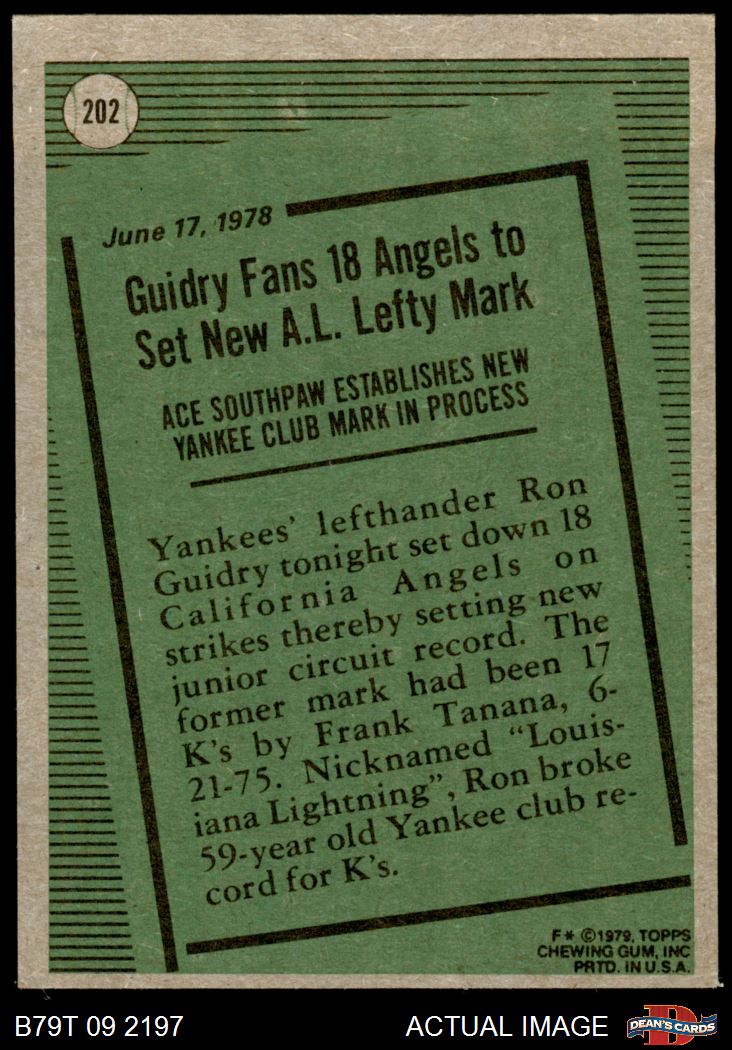 202
June 17, 1978
Guidry Fans 18 Angels to
Set New A.L. Lefty Mark
ACE SOUTHPAW ESTABLISHES NEW
YANKEE CLUB MARK IN PROCESS
Yankees' lefthander Ron
Guidry tonight set down 18
California Angels on
strikes thereby setting new
junior circuit record. The
former mark had been 17
K's by Frank Tanana, 6-
21-75. Nicknamed "Louis-
iana Lightning", Ron broke
59-year old Yankee club re-
cord for K's.
F* ©1979, TOPPS
CHEWING GUM, INC
PRTD. IN U.S.A.
B79T 09 2197
ACTUAL IMAGE
D
DEAN'S CARDS